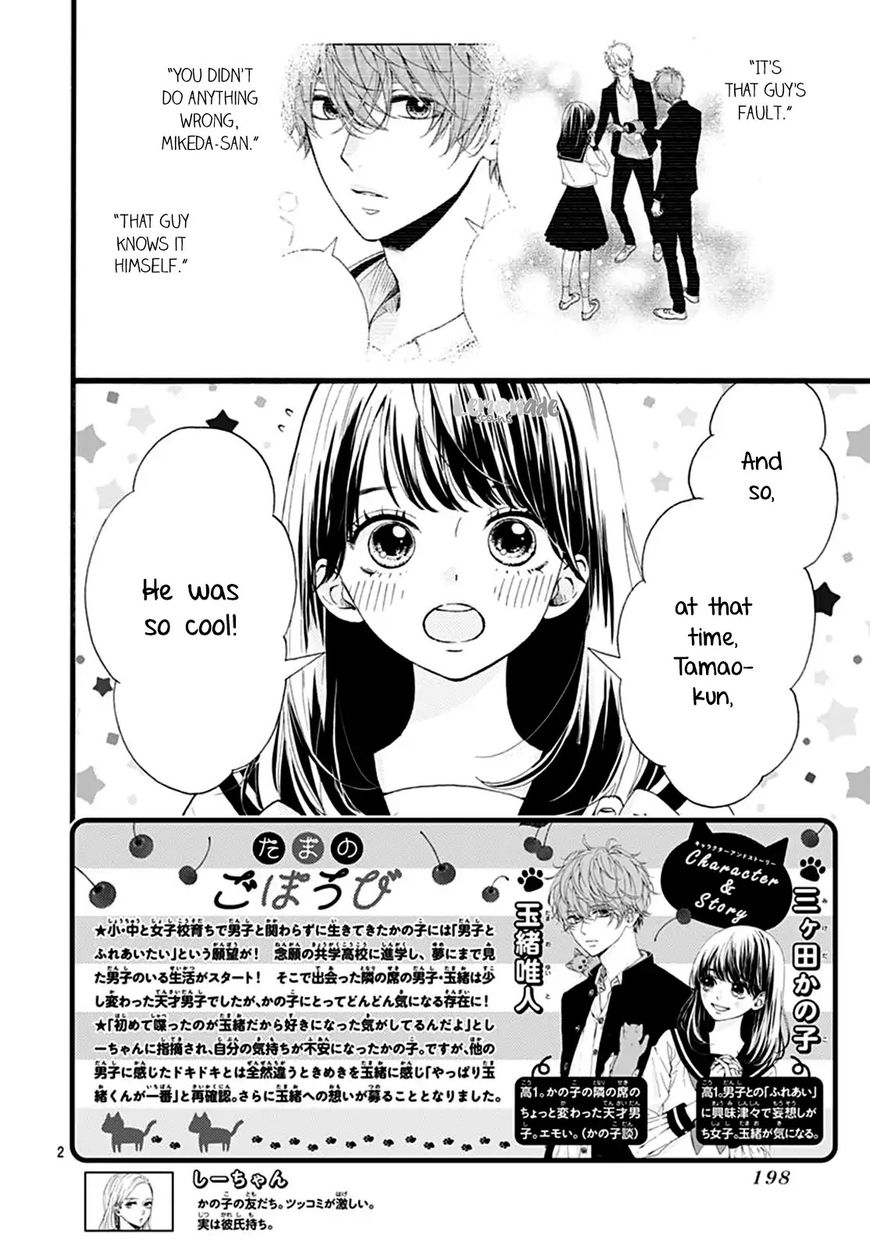 "IT'S
THAT GUY'S
FAULT."
"YOU DIDN'T
DO ANYTHING
WRONG,
MIKEDA-SAN."
"THAT GUY
KNOWS IT
HIMSELF."
Lemonade
SCANS
And
so,
at that
time,
Tamao-
kun,
He was
so cool!
キャラクターアンドストーリー
Character
&
Story
三ヶ田かの子
高1。男子との「ふれあい」
に興味津々で妄想しが
ち女子。玉緒が気になる。
玉緒唯人
高1。かの子の隣の席の
ちょっと変わった天才男
子。エモい。(かの子談)
たまの
ごほうび
★小・中と女子校育ちで男子と関わらずに生きてきたかの子には「男子と
ふれあいたい」という願望が! 念願の共学高校に進学し、夢にまで見
た男子のいる生活がスタート! そこで出会った隣の席の男子・玉緒は少
し変わった天才男子でしたが、かの子にとってどんどん気になる存在に!
★「初めて喋ったのが玉緒だから好きになった気がしてるんだよ」とし
ーちゃんに指摘され、自分の気持ちが不安になったかの子。ですが、他の
男子に感じたドキドキとは全然違うときめきを玉緒に感じ「やっぱり玉
緒くんが一番」と再確認。さらに玉緒への想いが募ることとなりました。
しーちゃん
かの子の友だち。ツッコミが激しい。
実は彼氏持ち。
2
198